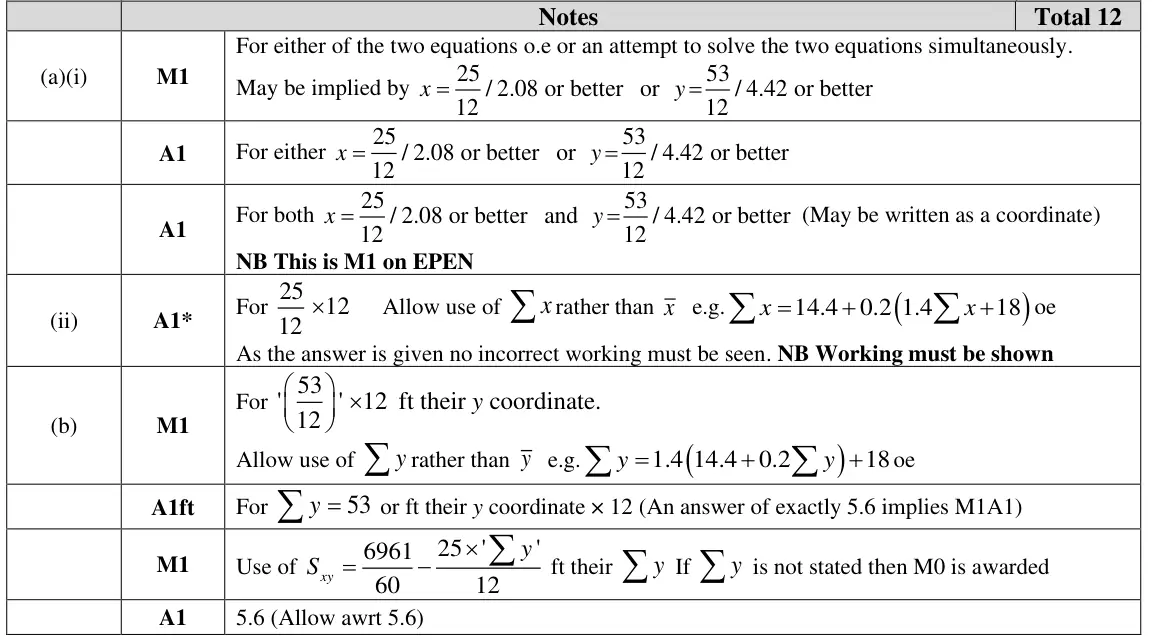 Notes Total 12
(a)(i) M1 For either of the two equations o.e or an attempt to solve the two equations simultaneously.
May be implied by x = 25/12 / 2.08 or better or y = 53/12 / 4.42 or better
A1 For either x = 25/12 / 2.08 or better or y = 53/12 / 4.42 or better
A1 For both x = 25/12 / 2.08 or better and y = 53/12 / 4.42 or better (May be written as a coordinate)
NB This is M1 on EPEN
(ii) A1* For 25/12 ×12 Allow use of ∑x rather than x̅ e.g. ∑x = 14.4 + 0.2(1.4∑x + 18) oe
As the answer is given no incorrect working must be seen. NB Working must be shown
(b) M1 For '(53/12)' ×12 ft their y coordinate.
Allow use of ∑y rather than y̅ e.g. ∑y = 1.4(14.4 + 0.2∑y) + 18 oe
A1ft For ∑y = 53 or ft their y coordinate × 12 (An answer of exactly 5.6 implies M1A1)
M1 Use of Sxy = 6961/60 − 25 × '∑y'/12 ft their ∑y If ∑y is not stated then M0 is awarded
A1 5.6 (Allow awrt 5.6)